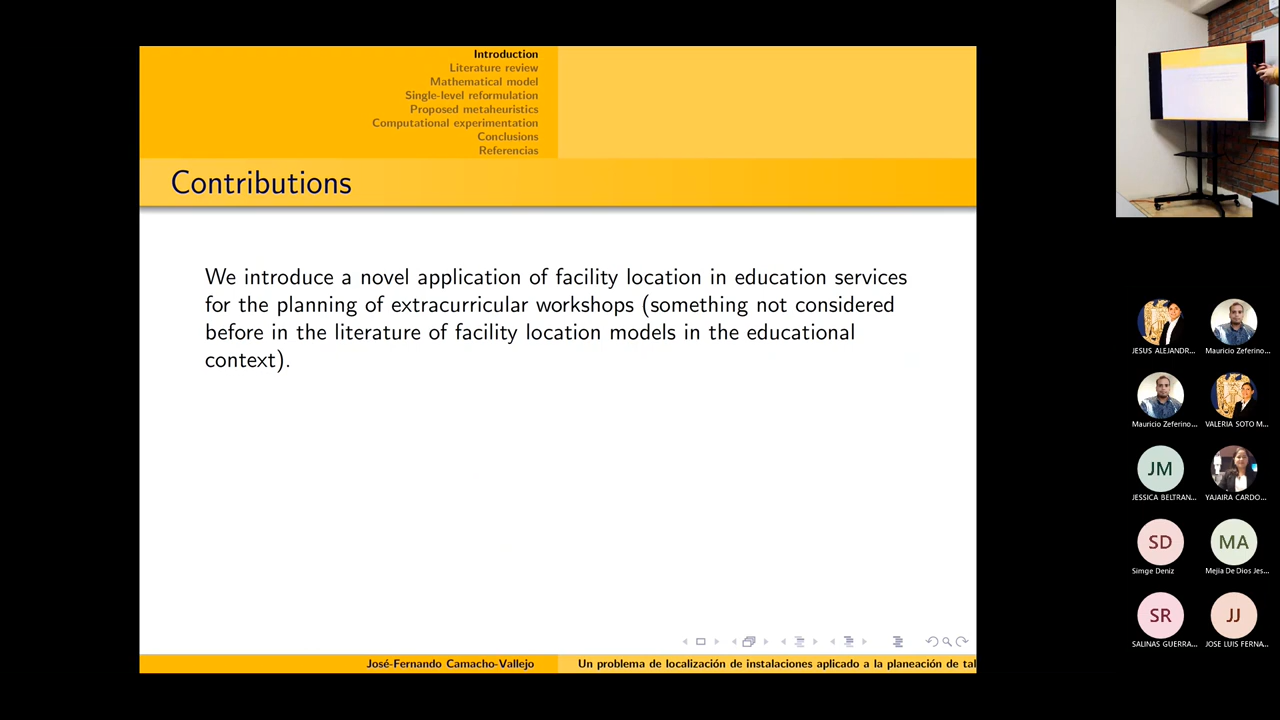 Introduction
Literature review
Mathematical model
Single-level reformulation
Proposed metaheuristics
Computational experimentation
Conclusions
Referencias
Contributions
We introduce a novel application of facility location in education services
for the planning of extracurricular workshops (something not considered
before in the literature of facility location models in the educational
context).
José-Fernando Camacho-Vallejo
Un problema de localización de instalaciones aplicado a la planeación de tal
JESUS ALEJANDR...
Mauricio Zeferino...
Mauricio Zeferino...
VALERIA SOTO M...
JM
JESSICA BELTRAN...
YAJAIRA CARDO...
SD
Simge Deniz
MA
Mejia De Dios Jes...
SR
SALINAS GUERRA...
JJ
JOSE LUIS FERNA...